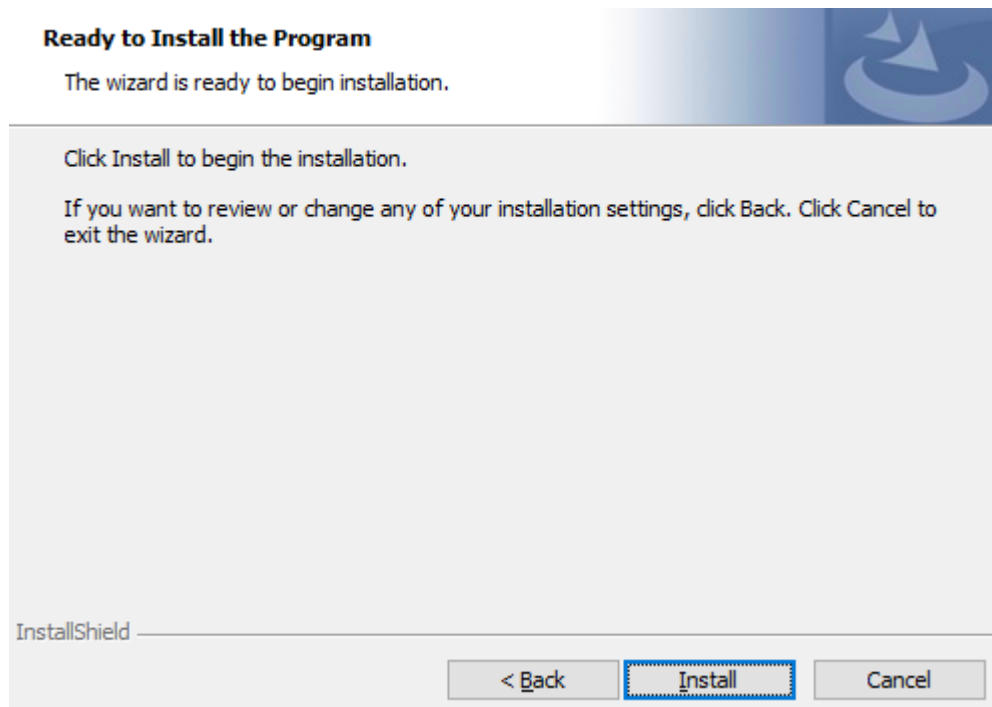 Ready to Install the Program
The wizard is ready to begin installation.
Click Install to begin the installation.
If you want to review or change any of your installation settings, click Back. Click Cancel to
exit the wizard.
InstallShield
< Back
Install
Cancel